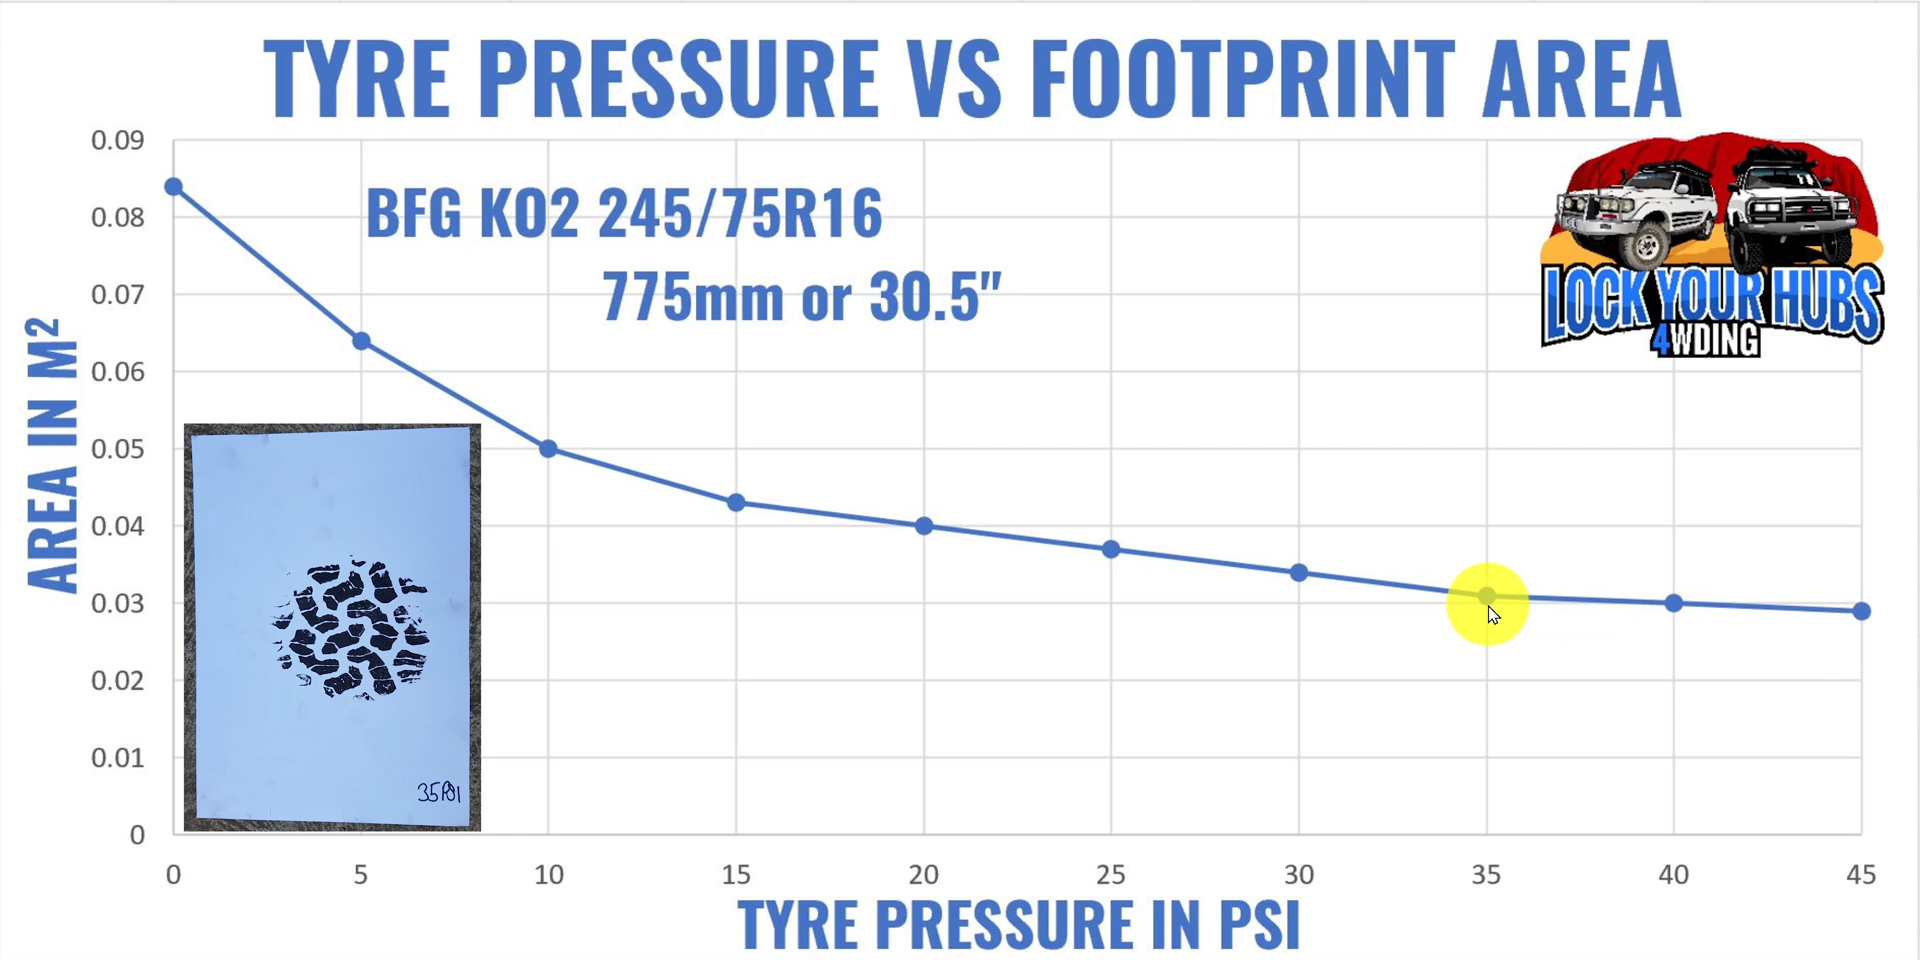 TYRE PRESSURE VS FOOTPRINT AREA
BFG KO2 245/75R16
775mm or 30.5"
LOCK YOUR HUBS
4WDING
AREA IN M²
0.09
0.08
0.07
0.06
0.05
0.04
0.03
0.02
0.01
0
35PSI
0 5 10 15 20 25 30 35 40 45
TYRE PRESSURE IN PSI